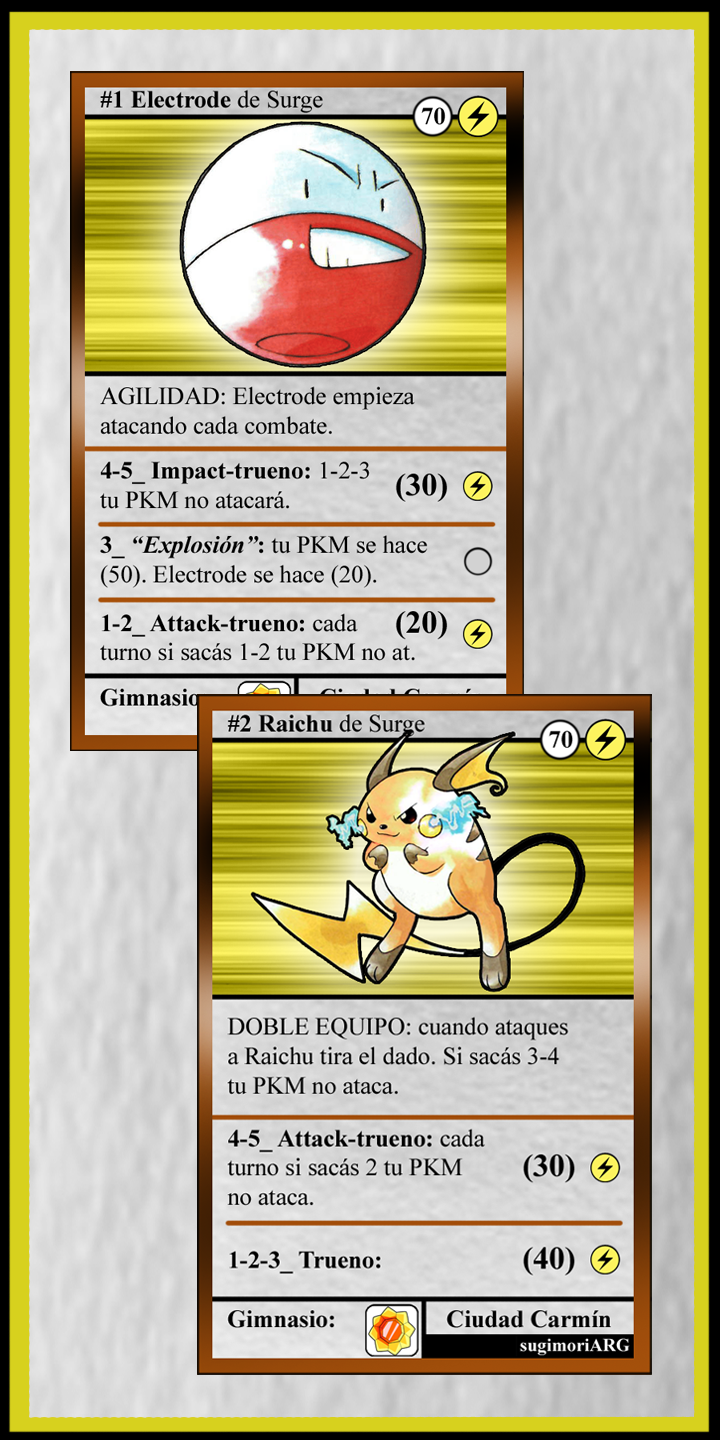 #1 Electrode de Surge
70
AGILIDAD: Electrode empieza
atacando cada combate.
4-5_ Impact-trueno: 1-2-3
tu PKM no atacará.
(30)
3_ “Explosión”: tu PKM se hace
(50). Electrode se hace (20).
1-2_ Attack-trueno: cada
turno si sacás 1-2 tu PKM no at.
(20)
Gimnasio
#2 Raichu de Surge
70
DOBLE EQUIPO: cuando ataques
a Raichu tira el dado. Si sacás 3-4
tu PKM no ataca.
4-5_ Attack-trueno: cada
turno si sacás 2 tu PKM
no ataca.
(30)
1-2-3_ Trueno:
(40)
Gimnasio:
Ciudad Carmín
sugimoriARG